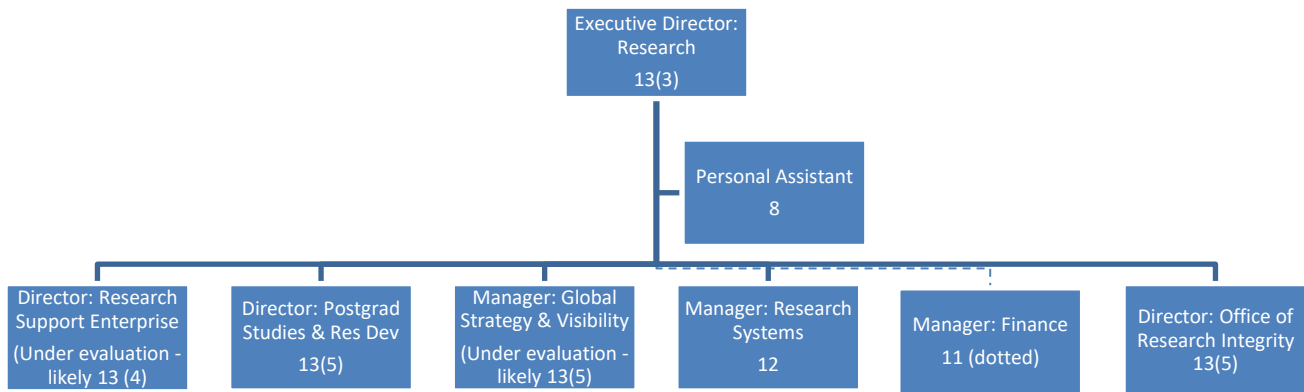 Executive Director:
Research
13(3)
Personal Assistant
8
Director: Research
Support Enterprise
(Under evaluation -
likely 13 (4)
Director: Postgrad
Studies & Res Dev
13(5)
Manager: Global
Strategy & Visibility
(Under evaluation -
likely 13(5)
Manager: Research
Systems
12
Manager: Finance
11 (dotted)
Director: Office of
Research Integrity
13(5)